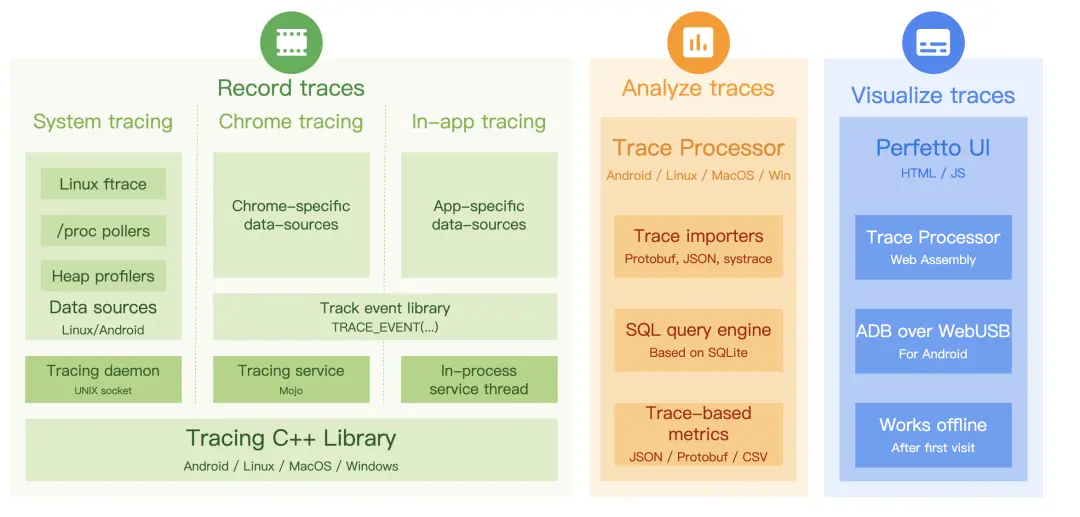 Record traces
System tracing
Chrome tracing
In-app tracing
Linux ftrace
/proc pollers
Heap profilers
Data sources
Linux/Android
Chrome-specific
data-sources
App-specific
data-sources
Track event library
TRACE_EVENT(...)
Tracing daemon
UNIX socket
Tracing service
Mojo
In-process
service thread
Tracing C++ Library
Android / Linux / MacOS / Windows
Analyze traces
Trace Processor
Android / Linux / MacOS / Win
Trace importers
Protobuf, JSON, systrace
SQL query engine
Based on SQLite
Trace-based
metrics
JSON / Protobuf / CSV
Visualize traces
Perfetto UI
HTML / JS
Trace Processor
Web Assembly
ADB over WebUSB
For Android
Works offline
After first visit